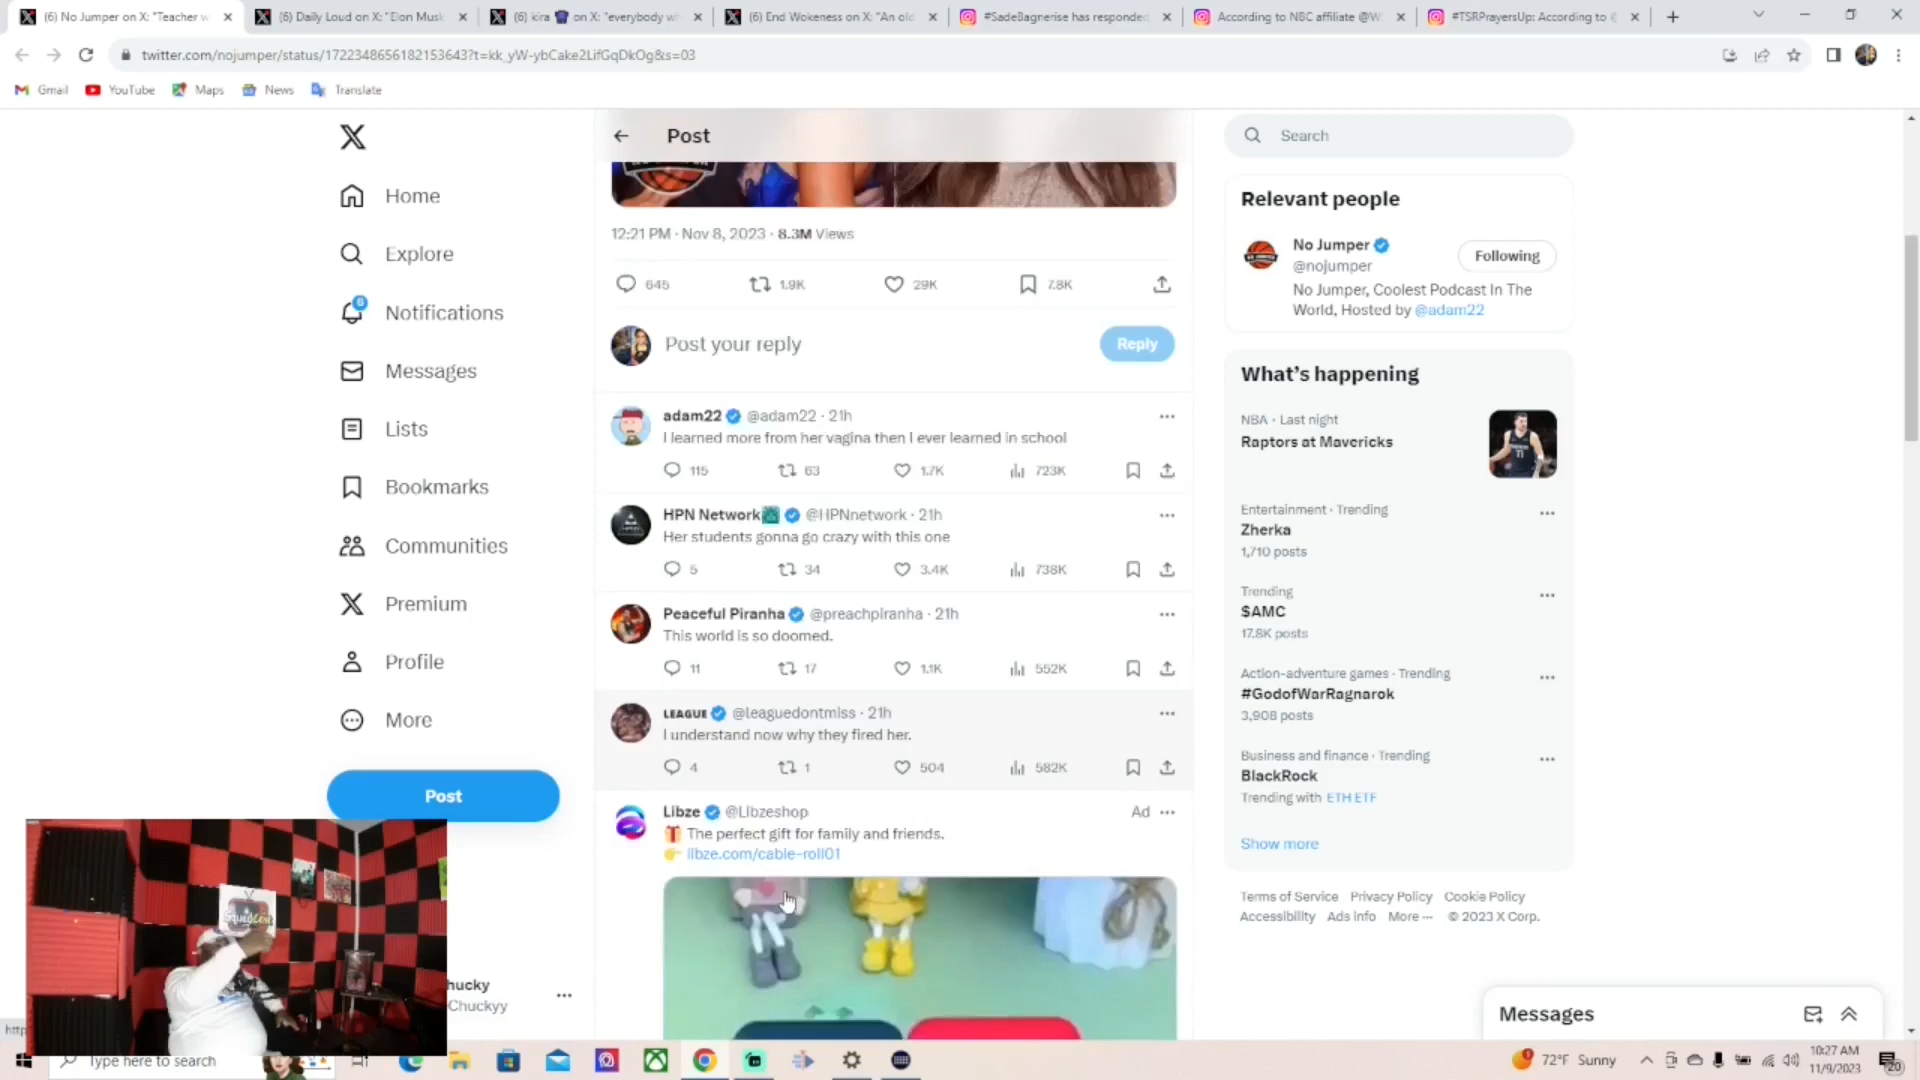 (6) No Jumper on X: "Teacher w
(6) Daily Loud on X: "Elon Musk
(6) kira on X: "everybody wh
(6) End Wokeness on X: "An old
#SadeBagnerise has responded
According to NBC affiliate @W
#TSRPrayersUp: According to
Gmail
YouTube
Maps
News
Translate
Post
Search
Home
Explore
6
Notifications
Messages
Lists
Bookmarks
Communities
Premium
Profile
More
Post
hucky
Chuckyy
12:21 PM · Nov 8, 2023 · 8.3M Views
645
1.9K
29K
7.8K
Post your reply
Reply
adam22 @adam22 · 21h
I learned more from her vagina then I ever learned in school
115
63
1.7K
723K
HPN Network @HPNnetwork · 21h
Her students gonna go crazy with this one
5
34
3.4K
738K
Peaceful Piranha @preachpiranha · 21h
This world is so doomed.
11
17
1.1K
552K
LEAGUE @leaguedontmiss · 21h
I understand now why they fired her.
4
1
504
582K
Libze @Libzeshop
Ad
The perfect gift for family and friends.
libze.com/cable-roll01
Relevant people
No Jumper
@nojumper
Following
No Jumper, Coolest Podcast In The
World, Hosted by @adam22
What's happening
NBA · Last night
Raptors at Mavericks
Entertainment · Trending
Zherka
1,710 posts
Trending
$AMC
17.8K posts
Action-adventure games · Trending
#GodofWarRagnarok
3,908 posts
Business and finance · Trending
BlackRock
Trending with ETH ETF
Show more
Terms of Service Privacy Policy Cookie Policy
Accessibility Ads info More ··· © 2023 X Corp.
Messages
http
Type here to search
72°F Sunny
10:27 AM
11/9/2023
20